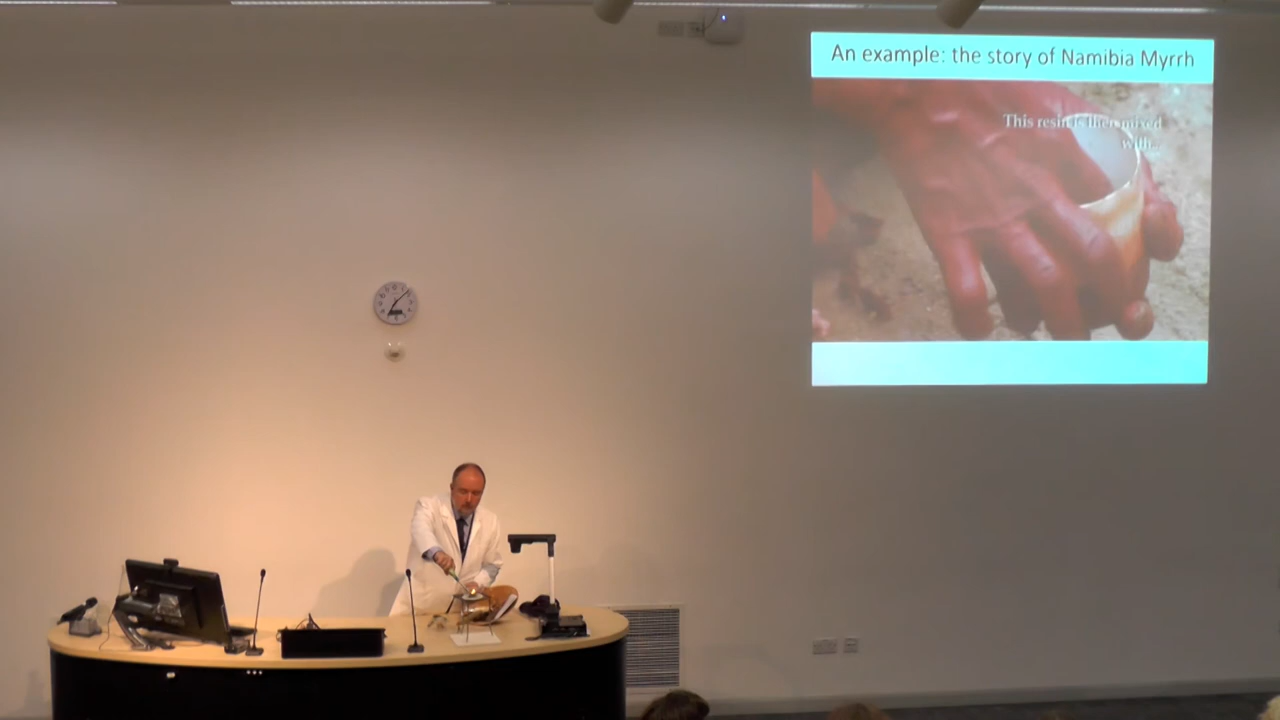 An example: the story of Namibia Myrrh
This resin is then mixed
with...